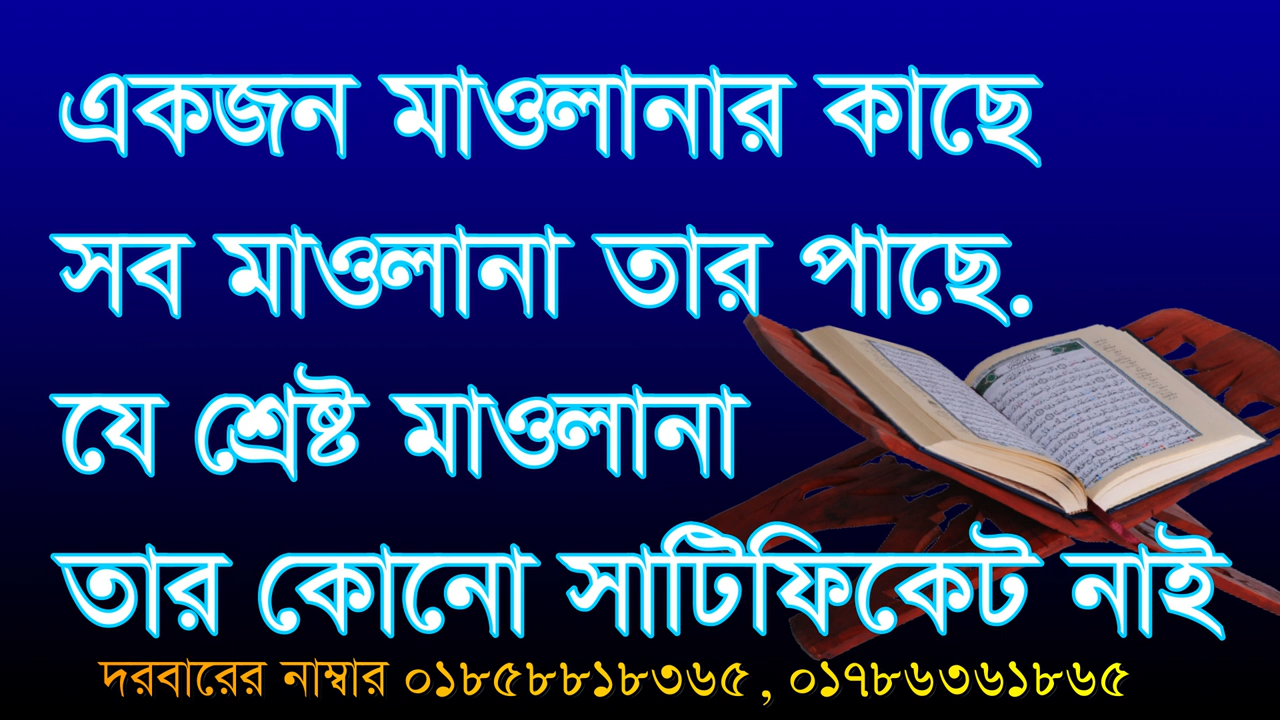 একজন মাওলানার কাছে
সব মাওলানা তার পাছে.
যে শ্রেষ্ট মাওলানা
তার কোনো সাটিফিকেট নাই
দরবারের নাম্বার ০১৮৫৮৮১৮৩৬৫, ০১৭৮৬৩৬১৮৬৫